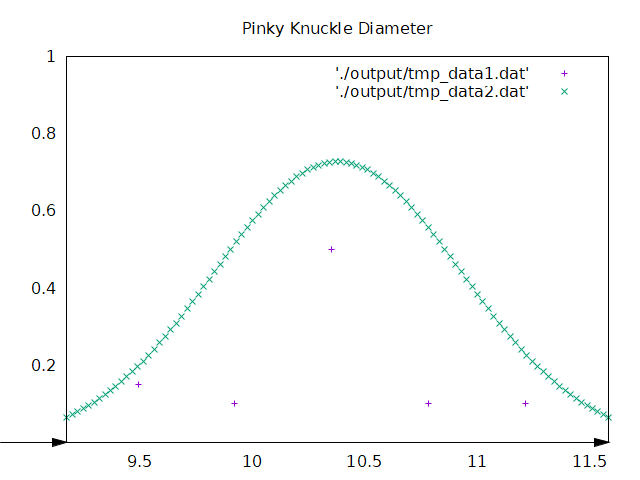 Pinky Knuckle Diameter
'./output/tmp_data1.dat'
'./output/tmp_data2.dat'
1
0.8
0.6
0.4
0.2
9.5 10 10.5 11 11.5